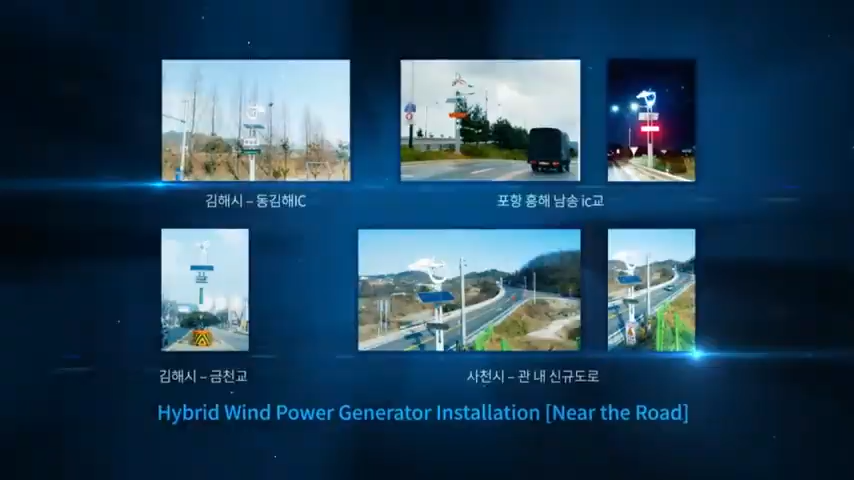 김해시 – 동김해IC
포항 흥해 남송 ic교
김해시 – 금천교
사천시 – 관 내 신규도로
Hybrid Wind Power Generator Installation [Near the Road]